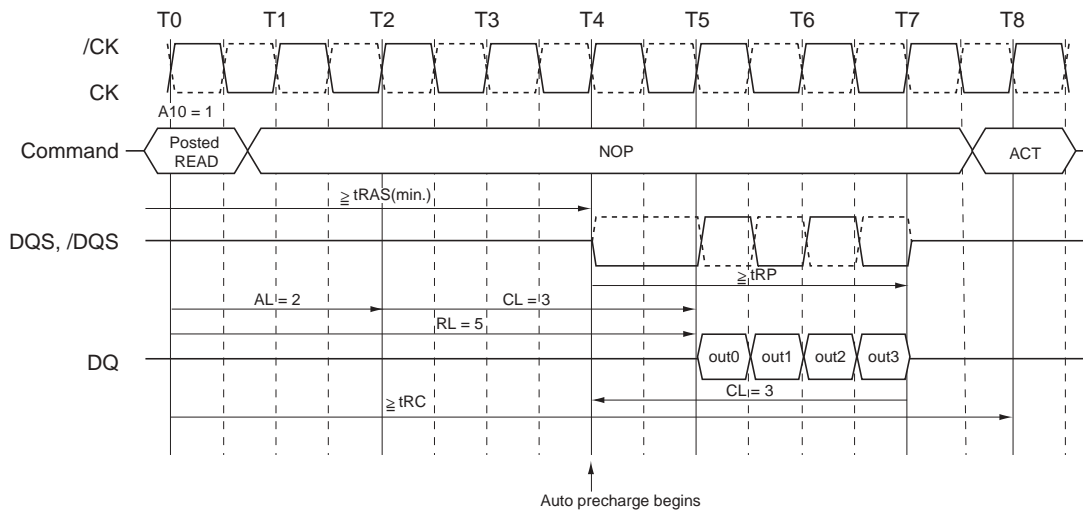 T0 T1 T2 T3 T4 T5 T6 T7 T8
/CK
CK
A10 = 1
Command
Posted
READ
NOP
ACT
≧ tRAS(min.)
DQS, /DQS
≧ tRP
AL = 2
CL = 3
RL = 5
DQ
out0 out1 out2 out3
CL = 3
≧ tRC
Auto precharge begins